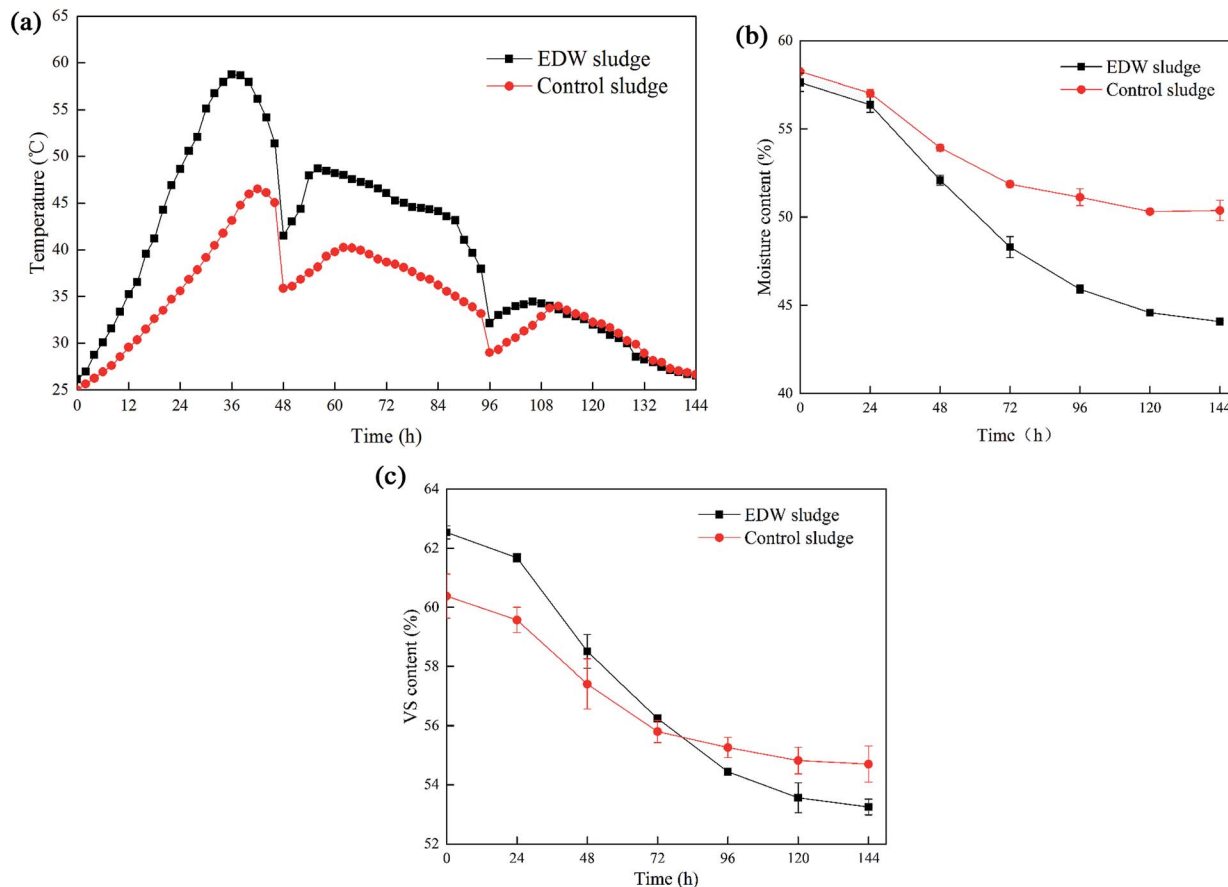 (a)
65
60
55
50
45
40
35
30
25
Temperature (℃)
EDW sludge
Control sludge
0 12 24 36 48 60 72 84 96 108 120 132 144
Time (h)
(b)
60
55
50
45
40
Moisture content (%)
EDW sludge
Control sludge
0 24 48 72 96 120 144
Time（h）
(c)
64
62
60
58
56
54
52
VS content (%)
EDW sludge
Control sludge
0 24 48 72 96 120 144
Time (h)